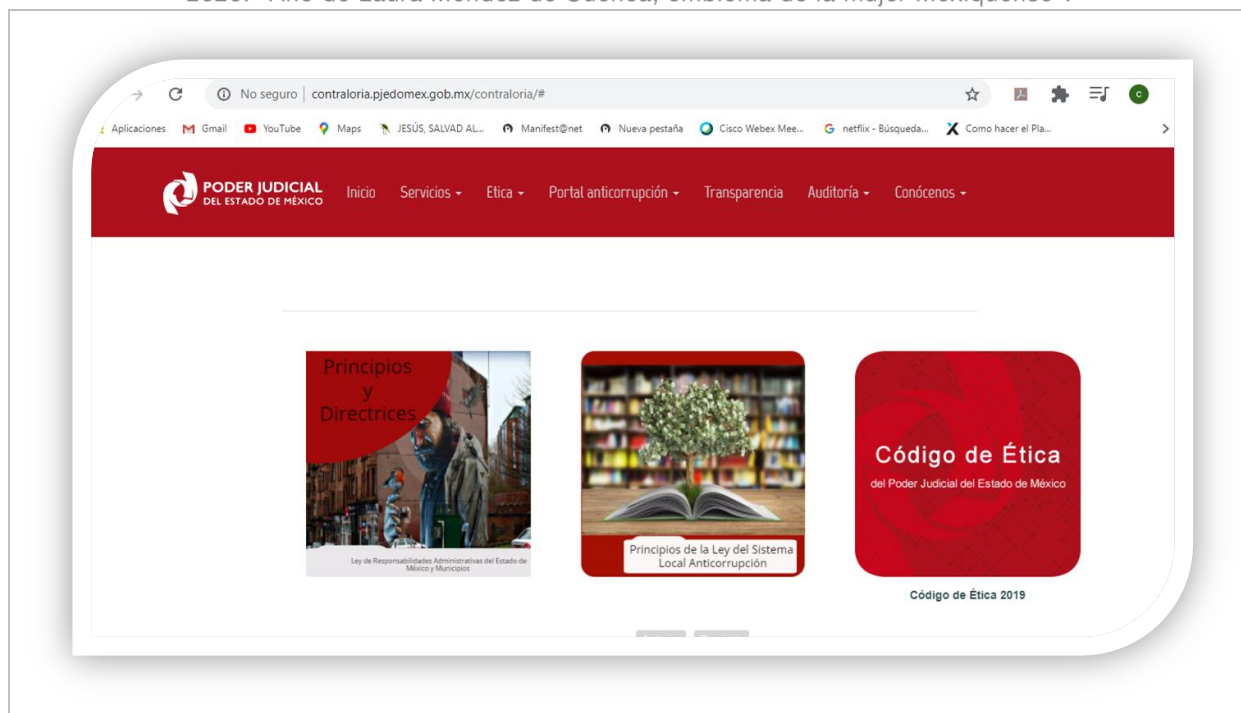 No seguro | contraloria.pjedomex.gob.mx/contraloria/#
Aplicaciones Gmail YouTube Maps JESÚS, SALVAD AL... Manifest@net Nueva pestaña Cisco Webex Mee... netflix - Búsqueda... Como hacer el Pla...
PODER JUDICIAL
DEL ESTADO DE MÉXICO
Inicio Servicios Etica Portal anticorrupción Transparencia Auditoría Conócenos
Principios
y
Directrices
Ley de Responsabilidades Administrativas del Estado de
México y Municipios
Principios de la Ley del Sistema
Local Anticorrupción
Código de Ética
del Poder Judicial del Estado de México
Código de Ética 2019